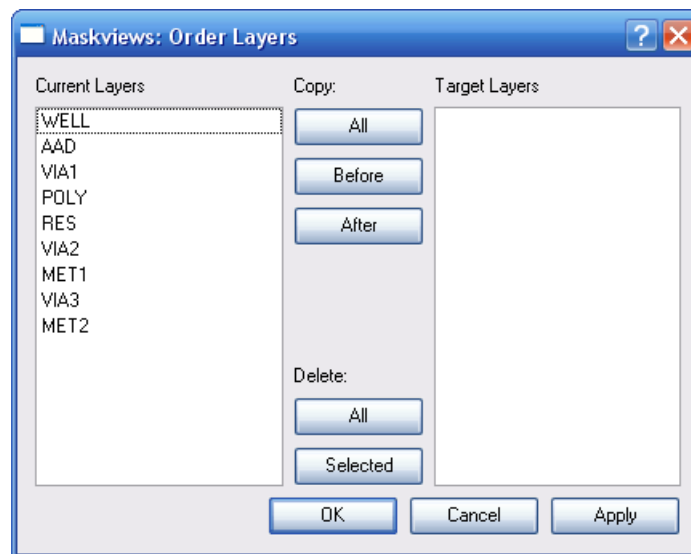 Maskviews: Order Layers
?
Current Layers
WELL
AAD
VIA1
POLY
RES
VIA2
MET1
VIA3
MET2
Copy:
All
Before
After
Delete:
All
Selected
Target Layers
OK
Cancel
Apply